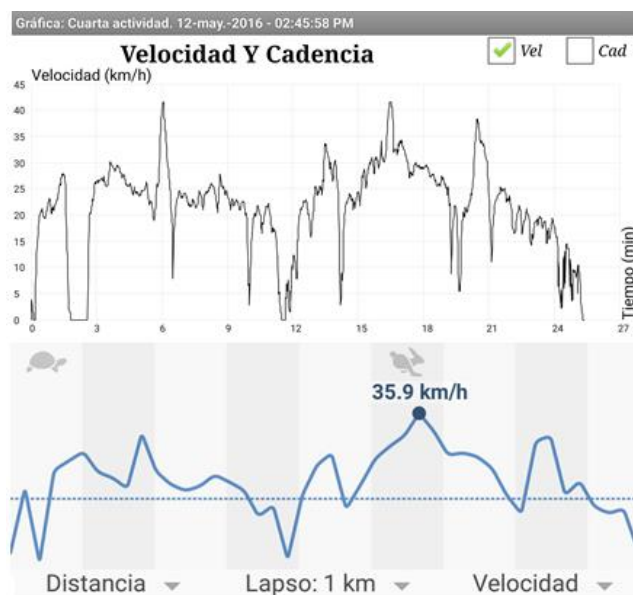 Gráfica: Cuarta actividad. 12-may.-2016 - 02:45:58 PM
Velocidad Y Cadencia
Vel
Cad
Velocidad (km/h)
45
40
35
30
25
20
15
10
5
0
0 3 6 9 12 15 18 21 24 27
Tiempo (min)
35.9 km/h
Distancia Lapso: 1 km Velocidad